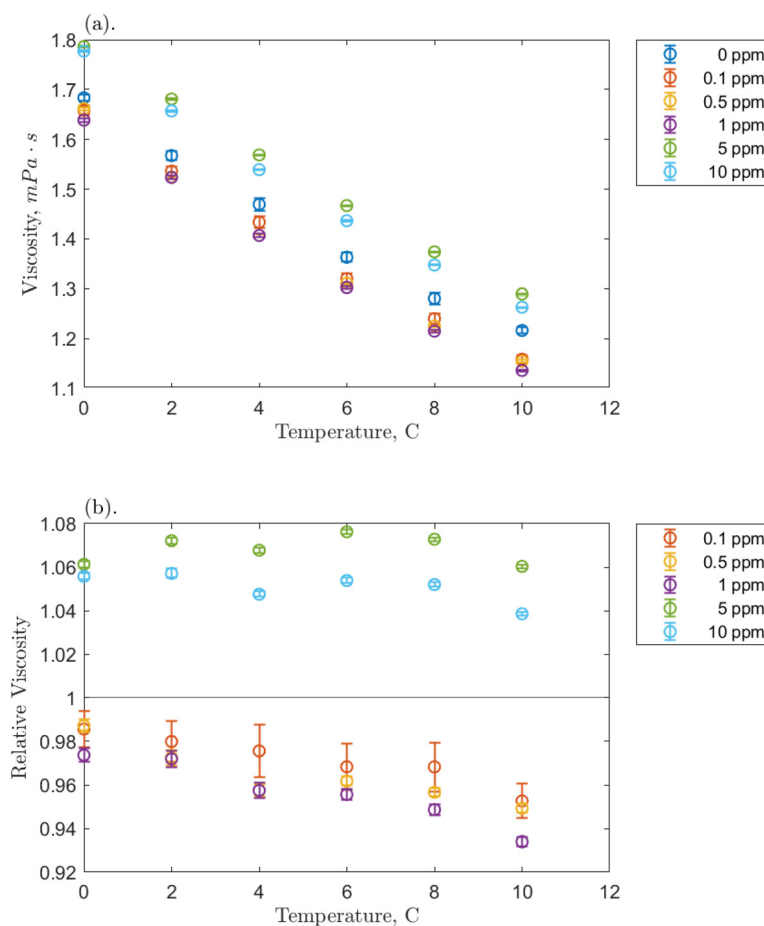 (a).
1.8
1.7
1.6
1.5
1.4
1.3
1.2
1.1
Viscosity, mPa · s
0 2 4 6 8 10 12
Temperature, C
0 ppm
0.1 ppm
0.5 ppm
1 ppm
5 ppm
10 ppm
(b).
1.08
1.06
1.04
1.02
1
0.98
0.96
0.94
0.92
Relative Viscosity
0 2 4 6 8 10 12
Temperature, C
0.1 ppm
0.5 ppm
1 ppm
5 ppm
10 ppm